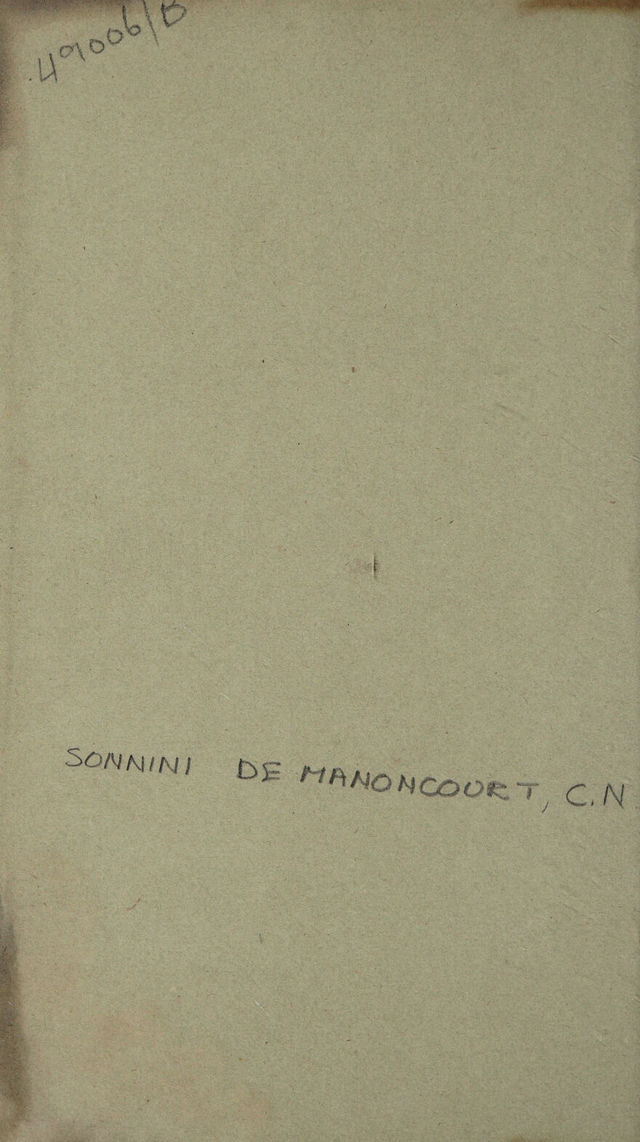 49006/B
SONNINI DE MANONCOURT, C.N